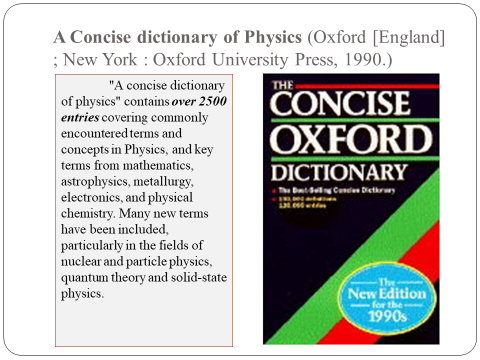 A Concise dictionary of Physics (Oxford [England]
; New York : Oxford University Press, 1990.)
"A concise dictionary
of physics" contains over 2500
entries covering commonly
encountered terms and
concepts in Physics, and key
terms from mathematics,
astrophysics, metallurgy,
electronics, and physical
chemistry. Many new terms
have been included,
particularly in the fields of
nuclear and particle physics,
quantum theory and solid-state
physics.
THE
CONCISE
OXFORD
DICTIONARY
The Best-Selling Concise Dictionary
190,000 definitions
120,000 entries
The
New Edition
for the
1990s